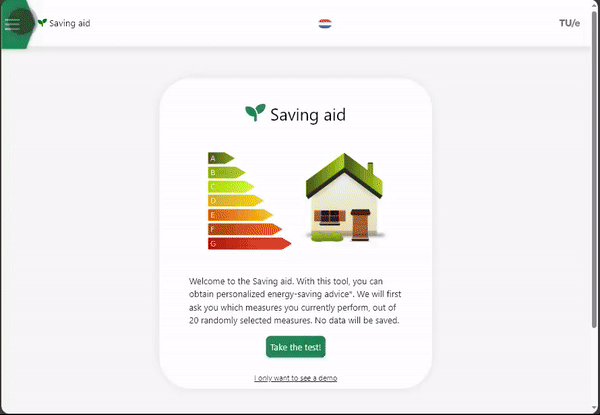 Saving aid
TU/e
Saving aid
A
B
C
D
E
F
G
Welcome to the Saving aid. With this tool, you can
obtain personalized energy-saving advice*. We will first
ask you which measures you currently perform, out of
20 randomly selected measures. No data will be saved.
Take the test!
I only want to see a demo